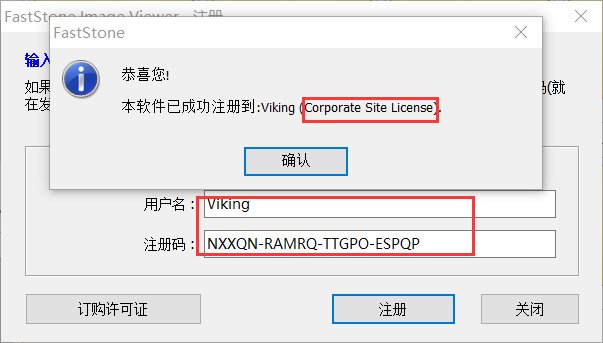 FastStone Image Viewer - 注册
FastStone
恭喜您!
本软件已成功注册到:Viking (Corporate Site License).
确认
输入
如果
码(就
在发
用户名:
Viking
注册码:
NXXQN-RAMRQ-TTGPO-ESPQP
订购许可证
注册
关闭